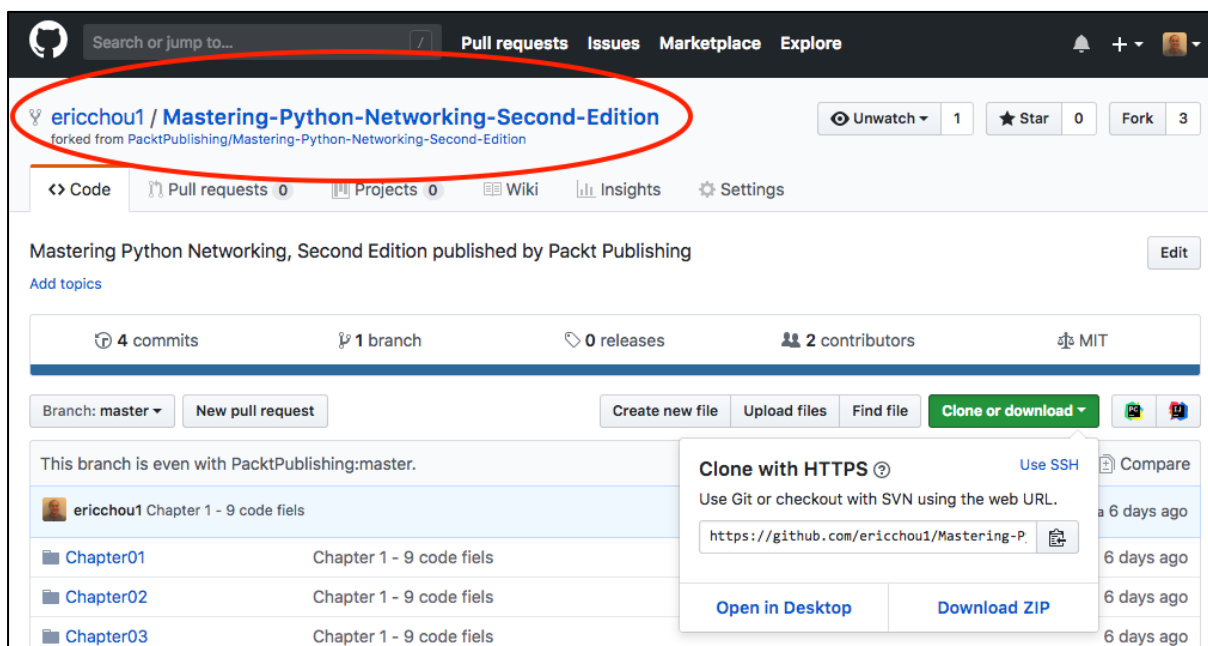 Search or jump to... / Pull requests Issues Marketplace Explore
ericchou1 / Mastering-Python-Networking-Second-Edition Unwatch 1 Star 0 Fork 3
forked from PacktPublishing/Mastering-Python-Networking-Second-Edition
Code Pull requests 0 Projects 0 Wiki Insights Settings
Mastering Python Networking, Second Edition published by Packt Publishing Edit
Add topics
4 commits 1 branch 0 releases 2 contributors MIT
Branch: master New pull request Create new file Upload files Find file Clone or download
This branch is even with PacktPublishing:master. Compare
Clone with HTTPS Use SSH
Use Git or checkout with SVN using the web URL.
ericchou1 Chapter 1 - 9 code fiels a 6 days ago
https://github.com/ericchou1/Mastering-P
Chapter01 Chapter 1 - 9 code fiels 6 days ago
Chapter02 Chapter 1 - 9 code fiels 6 days ago
Open in Desktop Download ZIP
Chapter03 Chapter 1 - 9 code fiels 6 days ago